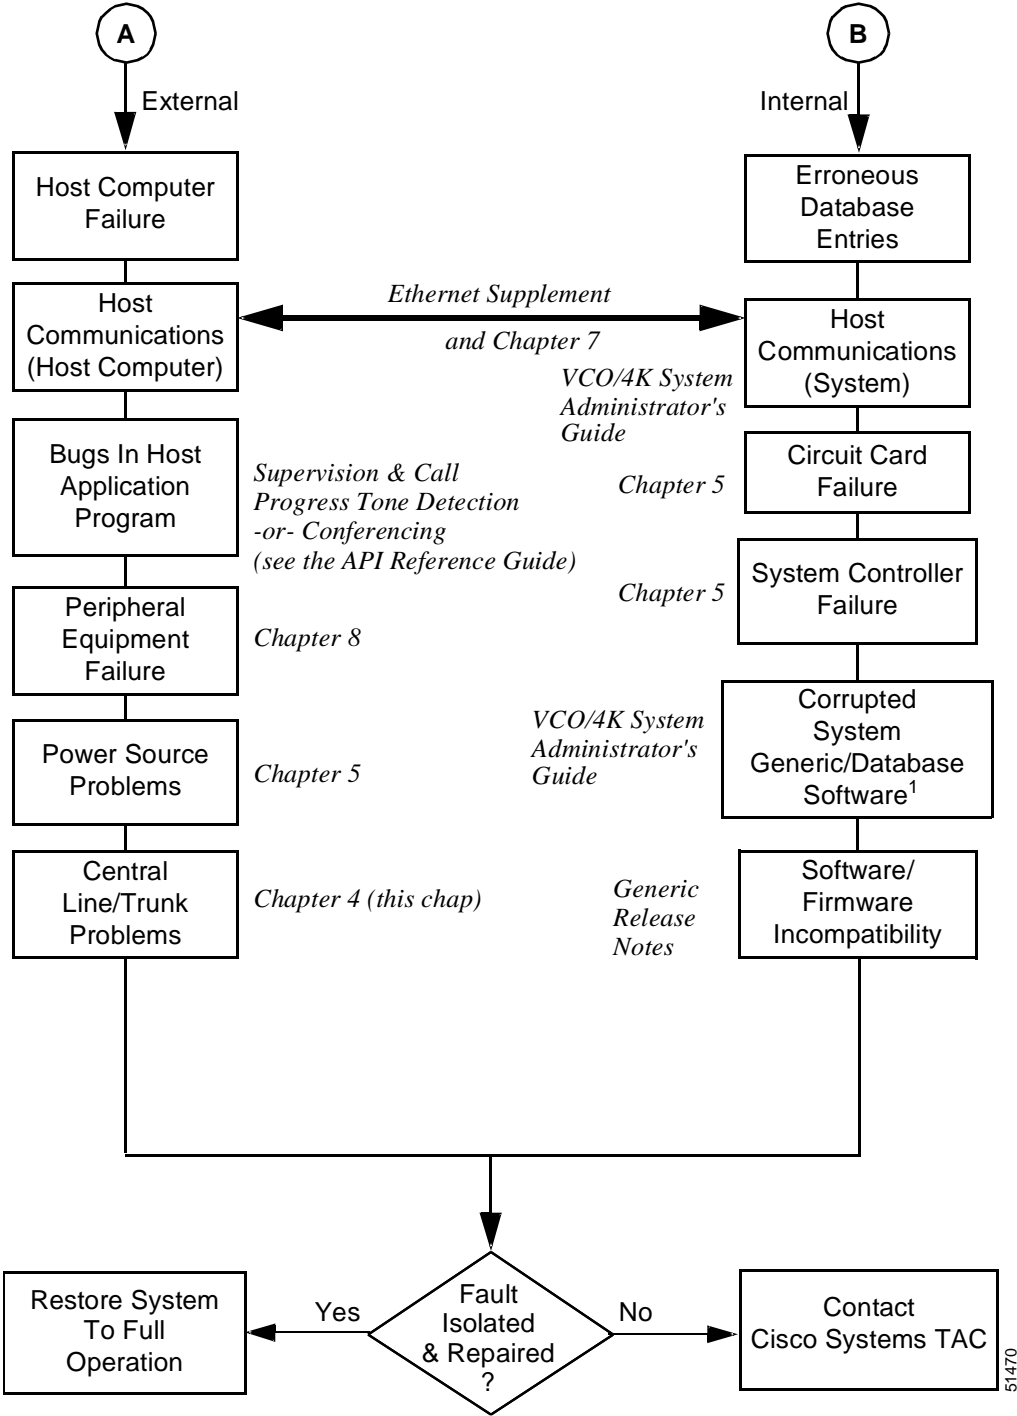 A
External
Host Computer
Failure
Host
Communications
(Host Computer)
Bugs In Host
Application
Program
Supervision & Call
Progress Tone Detection
-or- Conferencing
(see the API Reference Guide)
Peripheral
Equipment
Failure
Chapter 8
Power Source
Problems
Chapter 5
Central
Line/Trunk
Problems
Chapter 4 (this chap)
Ethernet Supplement
and Chapter 7
B
Internal
Erroneous
Database
Entries
Host
Communications
(System)
VCO/4K System
Administrator's
Guide
Circuit Card
Failure
Chapter 5
System Controller
Failure
Chapter 5
Corrupted
System
Generic/Database
Software1
VCO/4K System
Administrator's
Guide
Software/
Firmware
Incompatibility
Generic
Release
Notes
Fault
Isolated
& Repaired
?
Yes
Restore System
To Full
Operation
No
Contact
Cisco Systems TAC
51470